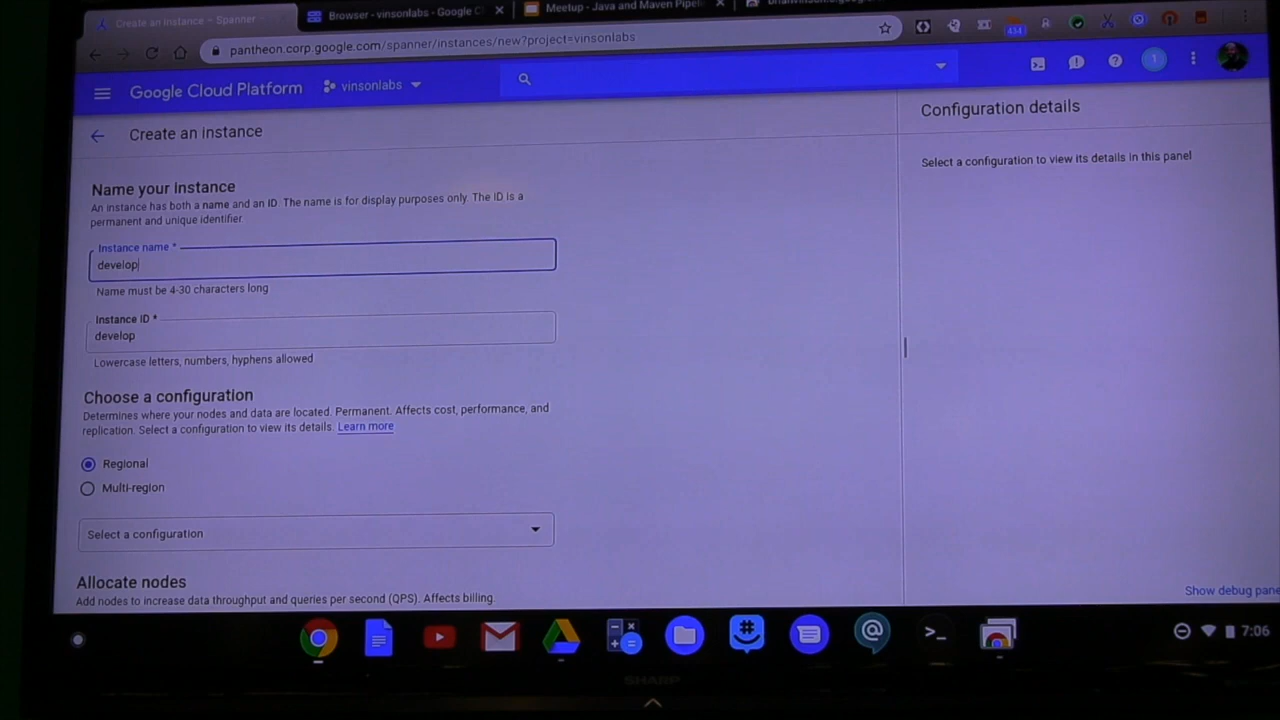 Create an instance – Spanner –
Browser - vinsonlabs - Google C
Meetup - Java and Maven Pipel
pantheon.corp.google.com/spanner/instances/new?project=vinsonlabs
434
Google Cloud Platform
vinsonlabs
1
Create an instance
Configuration details
Select a configuration to view its details in this panel
Name your instance
An instance has both a name and an ID. The name is for display purposes only. The ID is a
permanent and unique identifier.
Instance name *
develop
Name must be 4-30 characters long
Instance ID *
develop
Lowercase letters, numbers, hyphens allowed
Choose a configuration
Determines where your nodes and data are located. Permanent. Affects cost, performance, and
replication. Select a configuration to view its details. Learn more
Regional
Multi-region
Select a configuration
Allocate nodes
Add nodes to increase data throughput and queries per second (QPS). Affects billing.
Show debug pane
7:06
SHARP